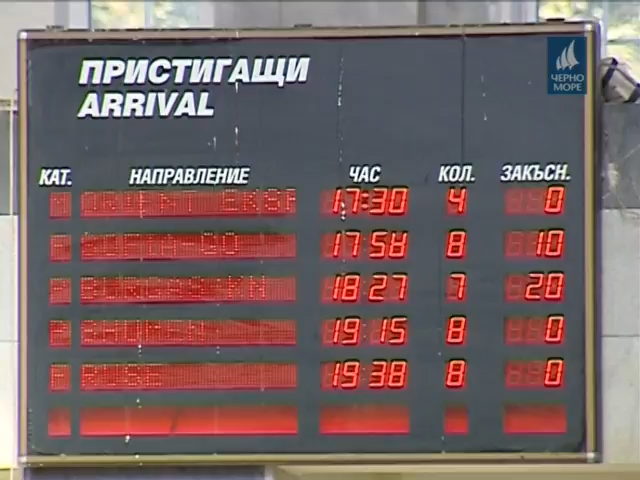 ЧЕРНО
МОРЕ
ПРИСТИГАЩИ
ARRIVAL
КАТ. НАПРАВЛЕНИЕ ЧАС КОЛ. ЗАКЪСН.
17:30 4 0
17:58 8 10
18:27 7 20
19:15 8 0
RUSE 19:38 8 0